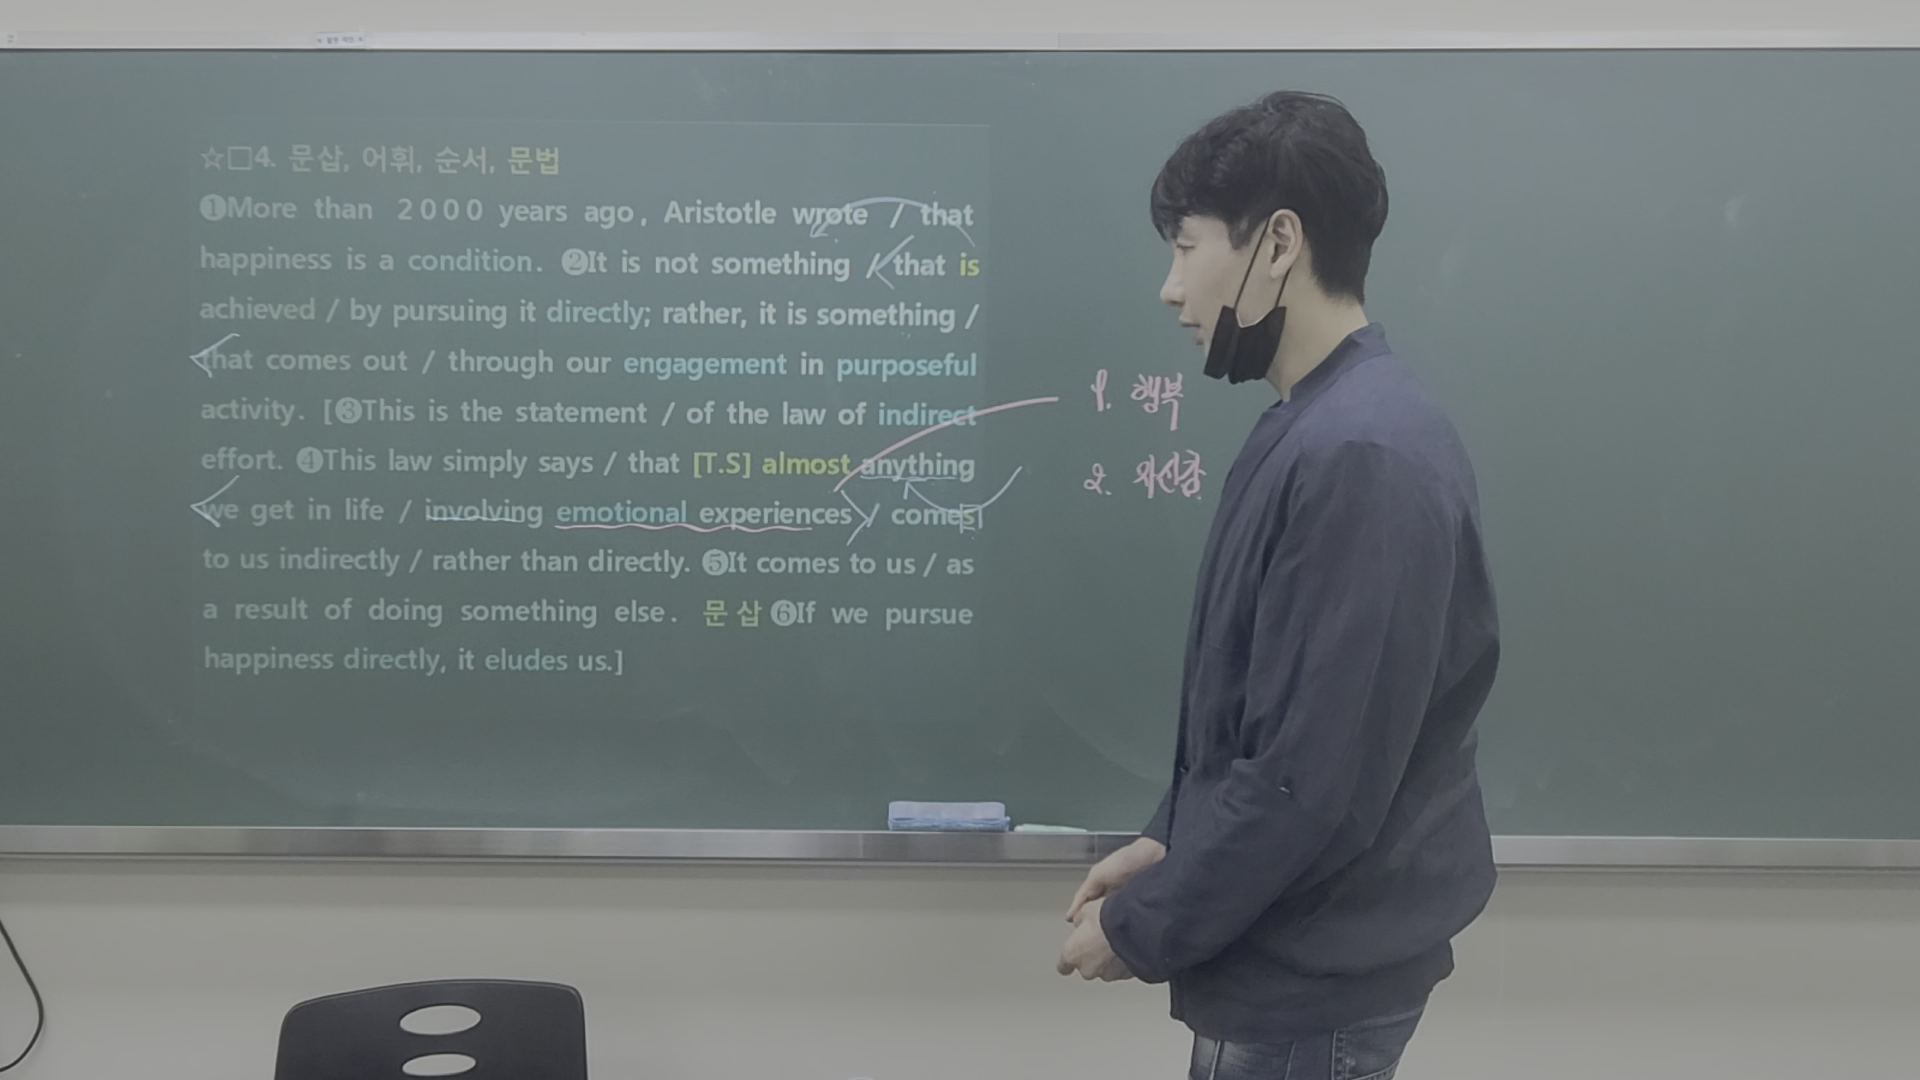 ☆□4. 문삽, 어휘, 순서, 문법
❶More than 2000 years ago, Aristotle wrote / that
happiness is a condition. ❷It is not something / that is
achieved / by pursuing it directly; rather, it is something /
that comes out / through our engagement in purposeful
activity. [❸This is the statement / of the law of indirect
effort. ❹This law simply says / that [T.S] almost anything
we get in life / involving emotional experiences / comes
to us indirectly / rather than directly. ❺It comes to us / as
a result of doing something else. 문삽 ❻If we pursue
happiness directly, it eludes us.]
1. 행복
2. 자신감